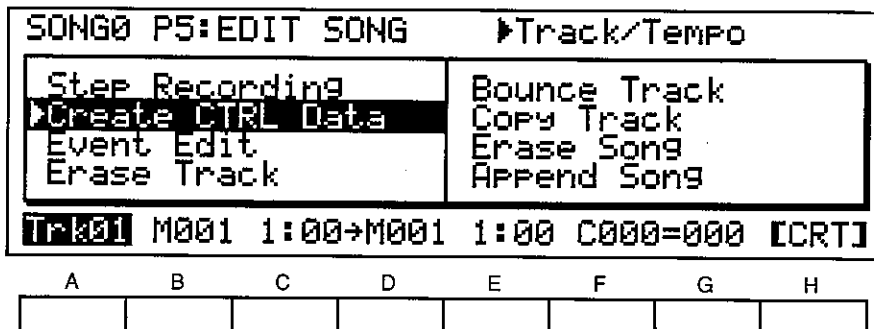 SONG0 P5:EDIT SONG ▶Track/Tempo
Step Recording
▶Create CTRL Data
Event Edit
Erase Track
Bounce Track
Copy Track
Erase Song
Append Song
Trk01 M001 1:00→M001 1:00 C000=000 [CRT]
A B C D E F G H